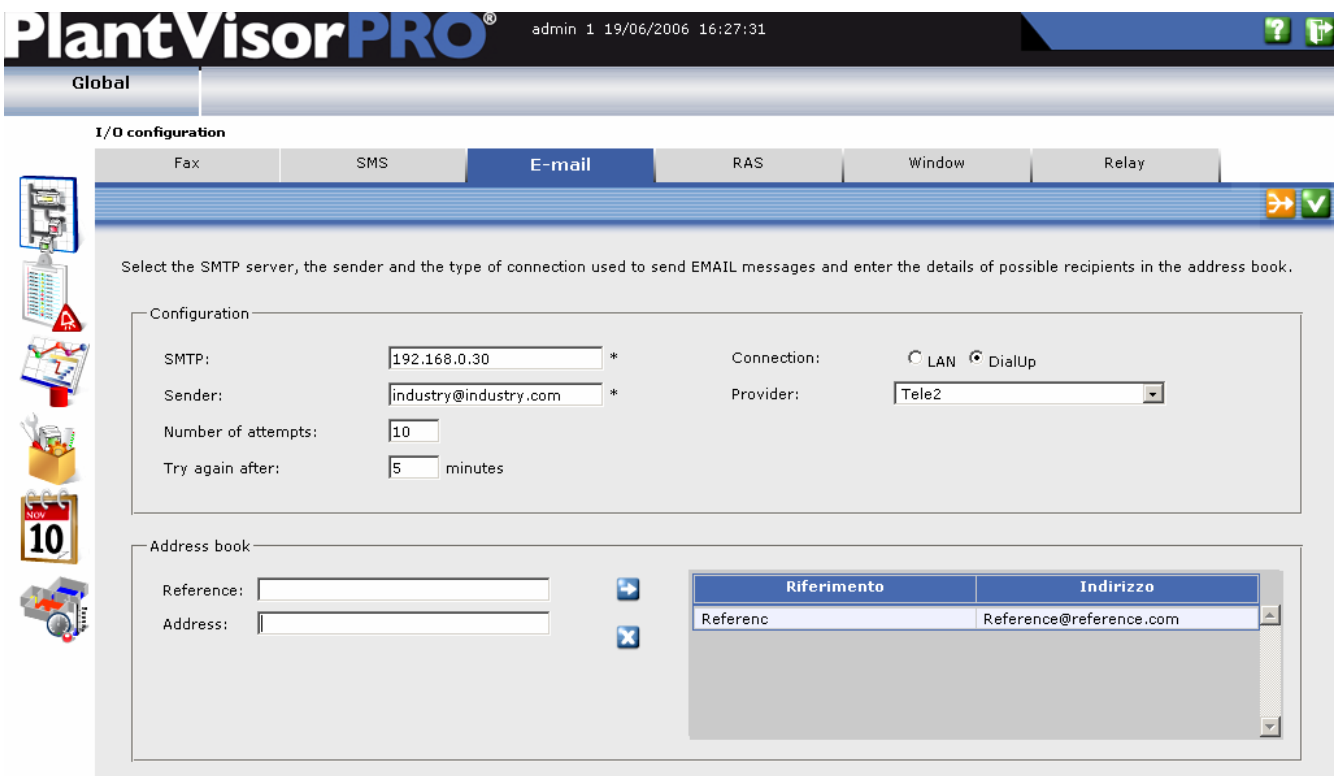 PlantVisorPRO® admin 1 19/06/2006 16:27:31 ?
Global
I/O configuration
Fax SMS E-mail RAS Window Relay
Select the SMTP server, the sender and the type of connection used to send EMAIL messages and enter the details of possible recipients in the address book.
Configuration
SMTP: 192.168.0.30 * Connection: LAN DialUp
Sender: industry@industry.com * Provider: Tele2
Number of attempts: 10
Try again after: 5 minutes
NOV
10
Address book
Reference:
Address:
Riferimento Indirizzo
Referenc Reference@reference.com